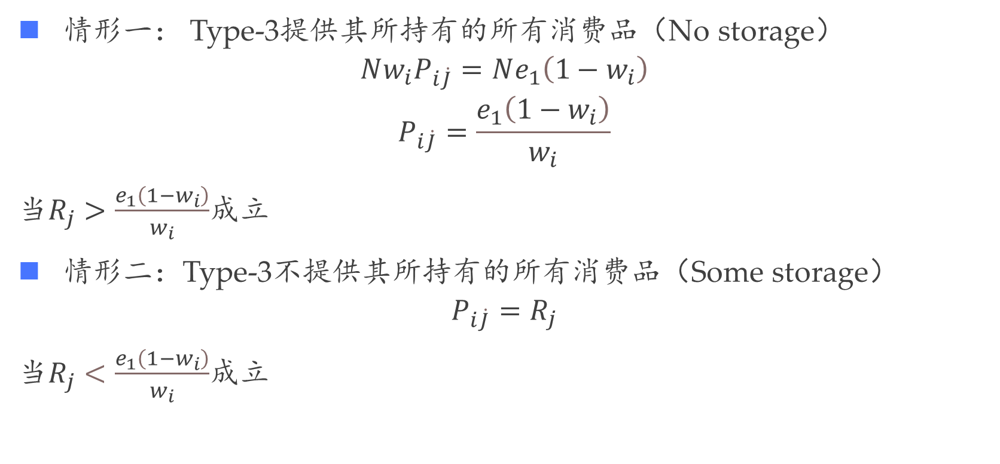 ■ 情形一：Type-3提供其所持有的所有消费品（No storage）
$Nw_iP_{ij} = Ne_1(1 - w_i)$
$P_{ij} = \frac{e_1(1 - w_i)}{w_i}$
当$R_j > \frac{e_1(1-w_i)}{w_i}$成立
■ 情形二：Type-3不提供其所持有的所有消费品（Some storage）
$P_{ij} = R_j$
当$R_j < \frac{e_1(1-w_i)}{w_i}$成立